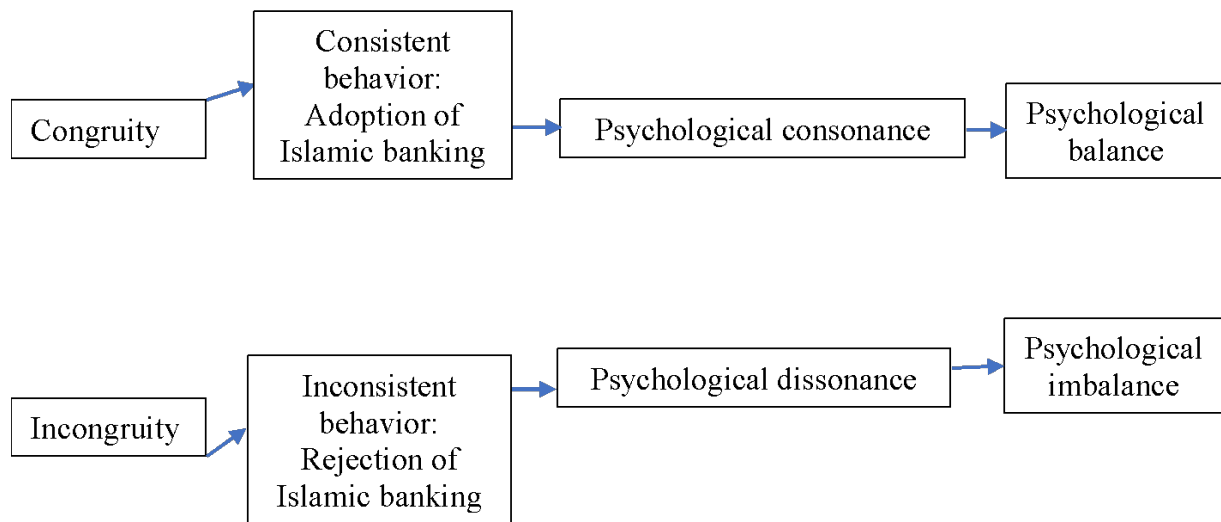 Congruity
Consistent
behavior:
Adoption of
Islamic banking
Psychological consonance
Psychological
balance
Incongruity
Inconsistent
behavior:
Rejection of
Islamic banking
Psychological dissonance
Psychological
imbalance